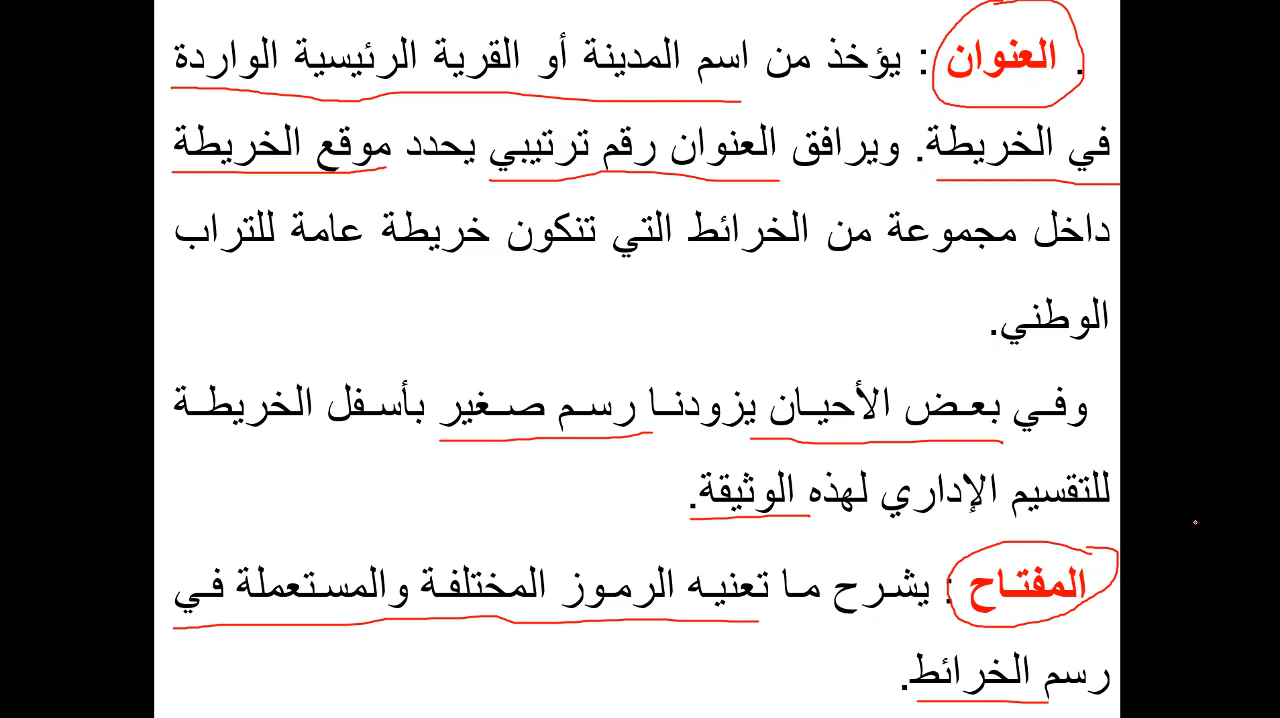 . العنوان : يؤخذ من اسم المدينة أو القرية الرئيسية الواردة
في الخريطة. ويرافق العنوان رقم ترتيبي يحدد موقع الخريطة
داخل مجموعة من الخرائط التي تتكون خريطة عامة للتراب
الوطني.
وفي بعض الأحيان يزودنا رسم صغير بأسفل الخريطة
للتقسيم الإداري لهذه الوثيقة.
المفتاح : يشرح ما تعنيه الرموز المختلفة والمستعملة في
رسم الخرائط.